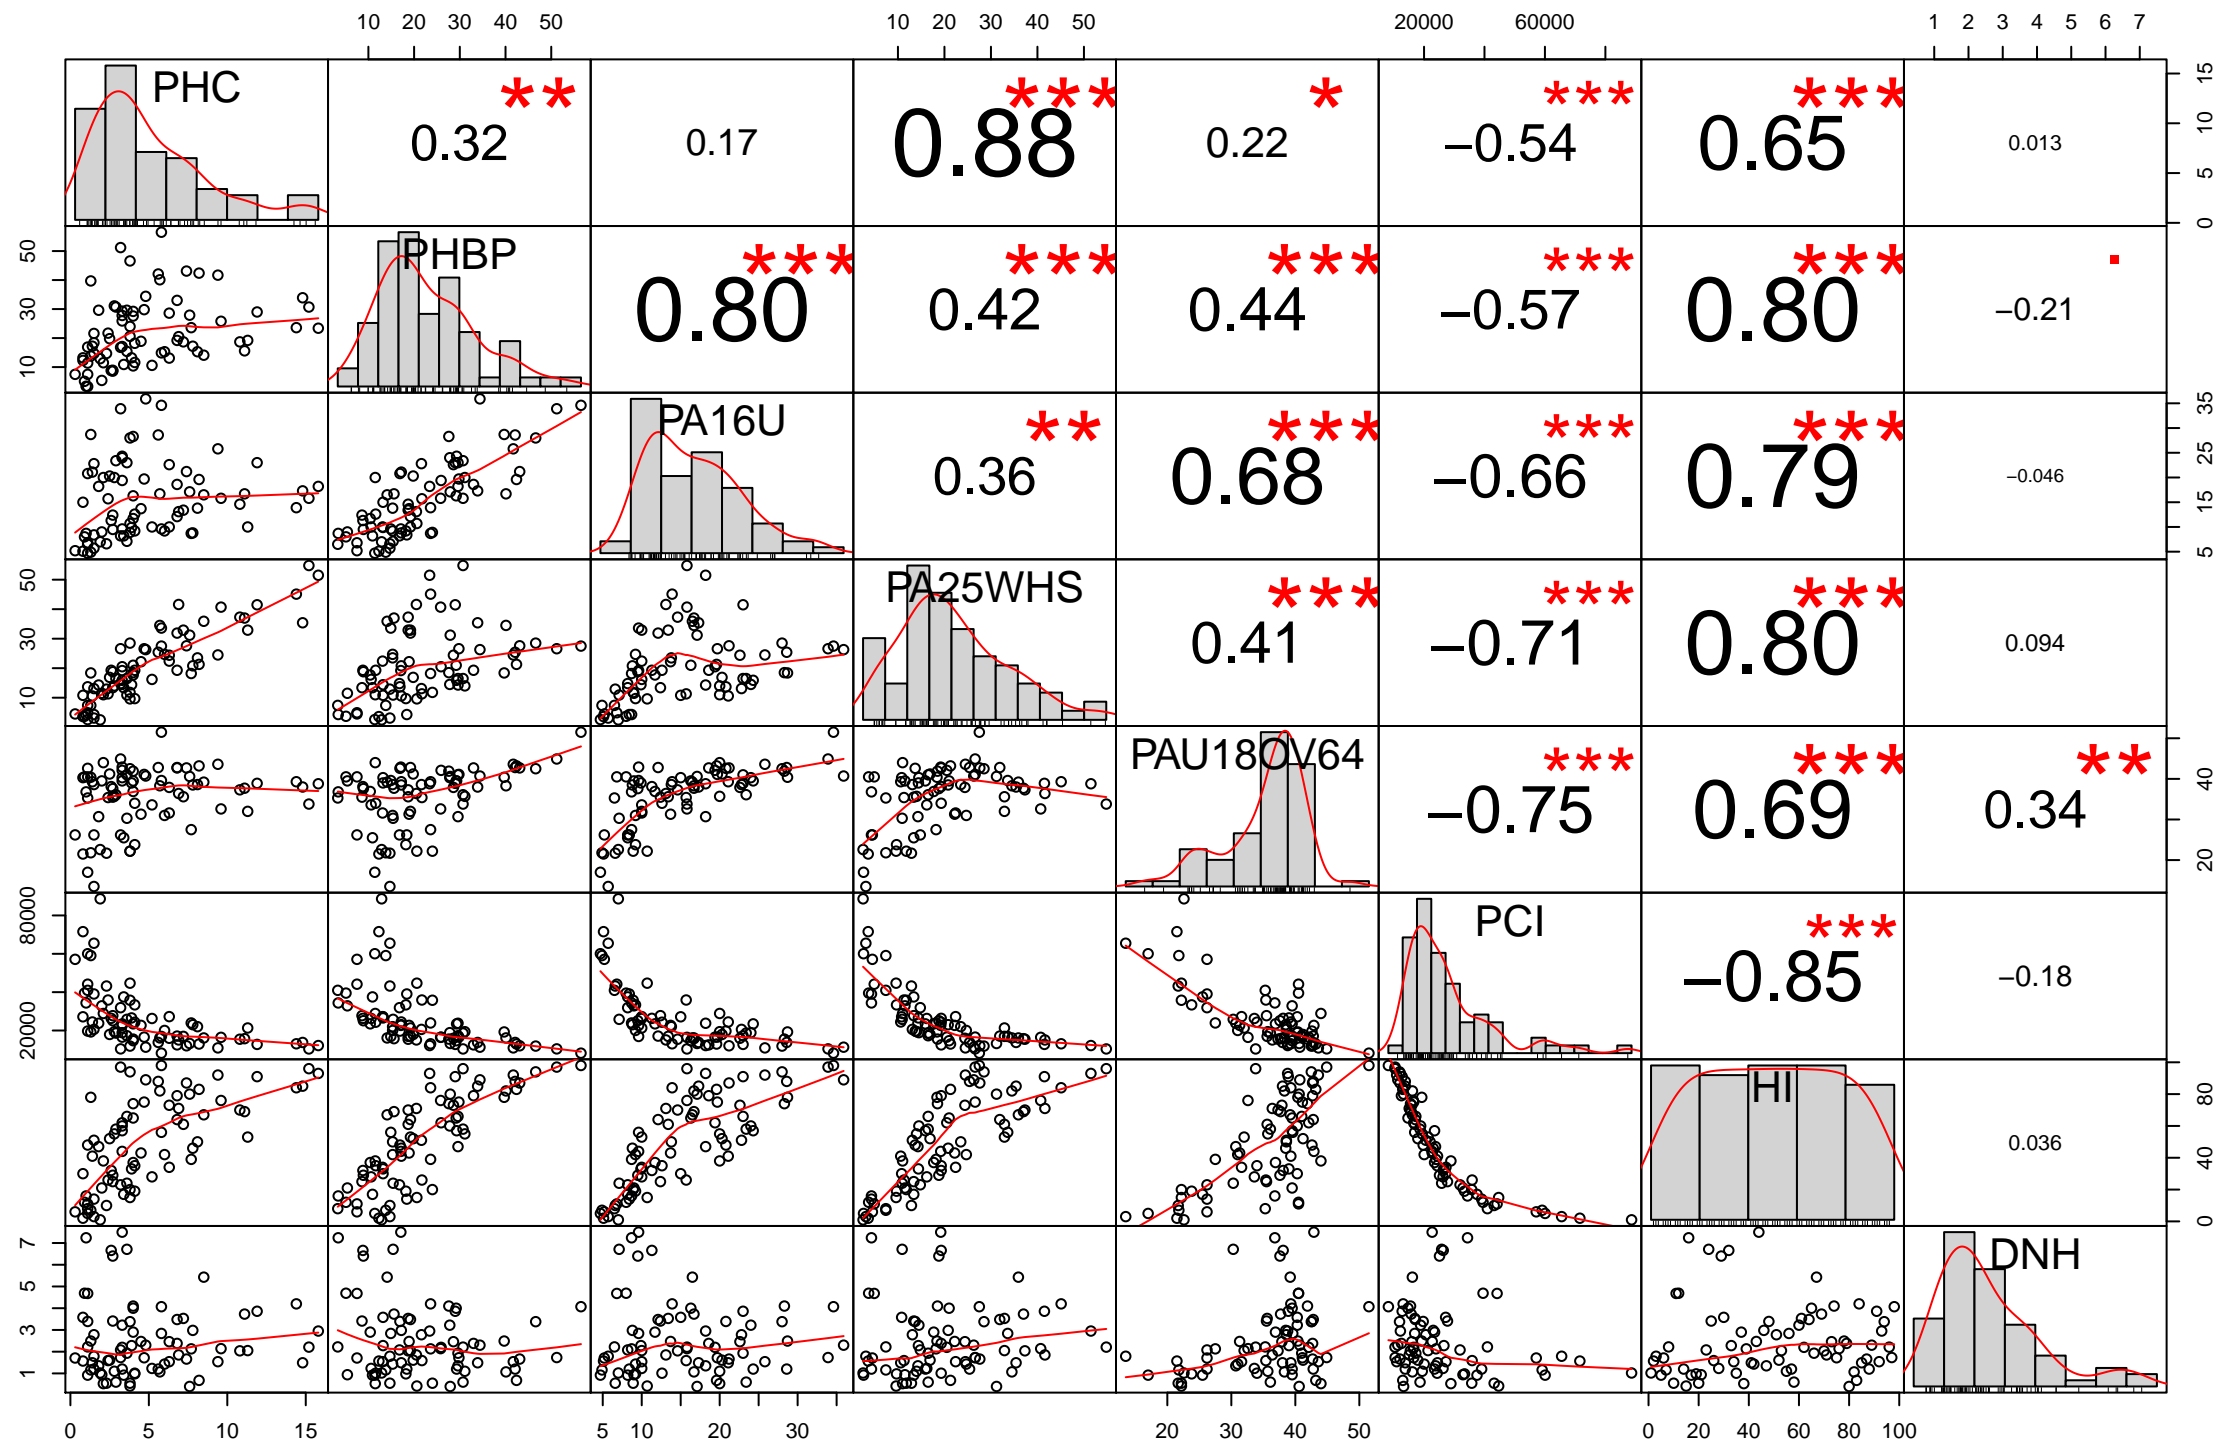 10 20 30 40 50 10 20 30 40 50 20000 60000 1 2 3 4 5 6 7
PHC ** *** * *** ***
0.32 0.17 0.88 0.22 −0.54 0.65 0.013
0 5 10 15
PHBP *** *** *** *** *** .
0.80 0.42 0.44 −0.57 0.80 −0.21
10 30 50
PA16U ** *** *** ***
0.36 0.68 −0.66 0.79 −0.046
5 15 25 35
PA25WHS *** *** ***
0.41 −0.71 0.80 0.094
10 30 50
PAU18OV64 *** *** **
−0.75 0.69 0.34
20 40
PCI ***
−0.85 −0.18
20000 80000
HI
0.036
0 40 80
DNH
1 3 5 7
0 5 10 15 5 10 20 30 20 30 40 50 0 20 40 60 80 100